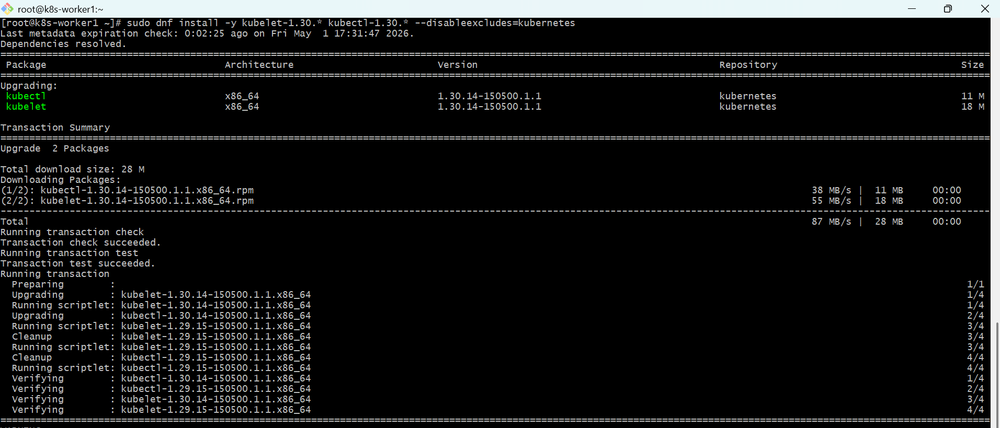 root@k8s-worker1:~
[root@k8s-worker1 ~]# sudo dnf install -y kubelet-1.30.* kubectl-1.30.* --disableexcludes=kubernetes
Last metadata expiration check: 0:02:25 ago on Fri May  1 17:31:47 2026.
Dependencies resolved.
Package Architecture Version Repository Size
Upgrading:
kubectl x86_64 1.30.14-150500.1.1 kubernetes 11 M
kubelet x86_64 1.30.14-150500.1.1 kubernetes 18 M
Transaction Summary
Upgrade  2 Packages
Total download size: 28 M
Downloading Packages:
(1/2): kubectl-1.30.14-150500.1.1.x86_64.rpm 38 MB/s | 11 MB 00:00
(2/2): kubelet-1.30.14-150500.1.1.x86_64.rpm 55 MB/s | 18 MB 00:00
Total 87 MB/s | 28 MB 00:00
Running transaction check
Transaction check succeeded.
Running transaction test
Transaction test succeeded.
Running transaction
Preparing : 1/1
Upgrading : kubelet-1.30.14-150500.1.1.x86_64 1/4
Running scriptlet: kubelet-1.30.14-150500.1.1.x86_64 1/4
Upgrading : kubectl-1.30.14-150500.1.1.x86_64 2/4
Running scriptlet: kubelet-1.29.15-150500.1.1.x86_64 3/4
Cleanup : kubelet-1.29.15-150500.1.1.x86_64 3/4
Running scriptlet: kubelet-1.29.15-150500.1.1.x86_64 3/4
Cleanup : kubectl-1.29.15-150500.1.1.x86_64 4/4
Running scriptlet: kubectl-1.29.15-150500.1.1.x86_64 4/4
Verifying : kubectl-1.30.14-150500.1.1.x86_64 1/4
Verifying : kubectl-1.29.15-150500.1.1.x86_64 2/4
Verifying : kubelet-1.30.14-150500.1.1.x86_64 3/4
Verifying : kubelet-1.29.15-150500.1.1.x86_64 4/4